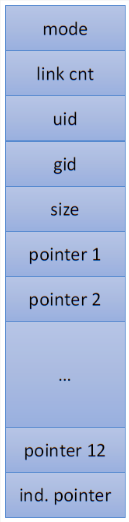 mode
link cnt
uid
gid
size
pointer 1
pointer 2
...
pointer 12
ind. pointer